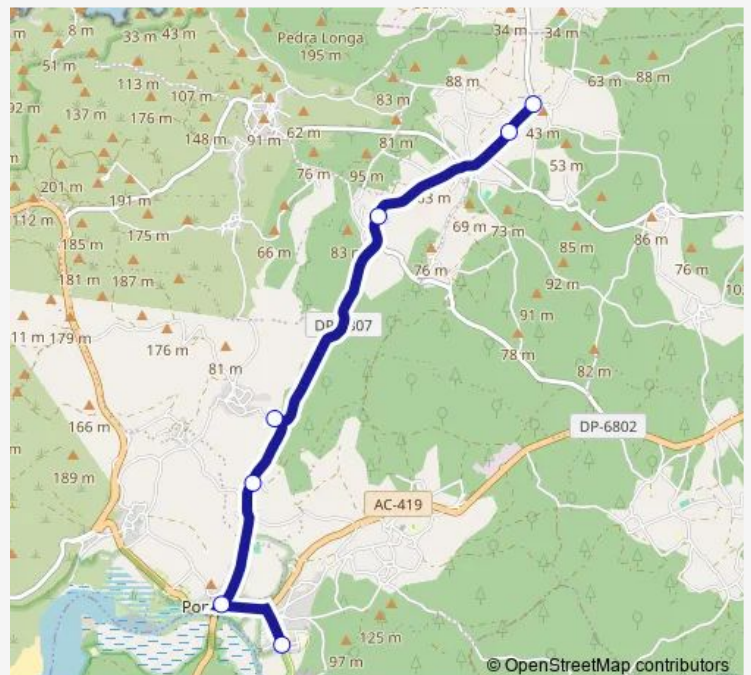 m
8 m
33 m
43 m
Pedra Longa
195 m
34 m
34 m
51 m
88 m
63 m
88 m
113 m
107 m
83 m
92 m
137 m
176 m
148 m
91 m
62 m
81 m
43 m
m
76 m
95 m
53 m
201 m
191 m
112 m
175 m
69 m
73 m
86 m
185 m
66 m
83
85 m
76 m
76 m
181 m
187 m
92 m
11 m
179 m
91 m
176 m
78 m
81 m
82 m
166 m
DP-6802
m
189 m
AC-419
125 m
97 m
© OpenStreetMap contributors